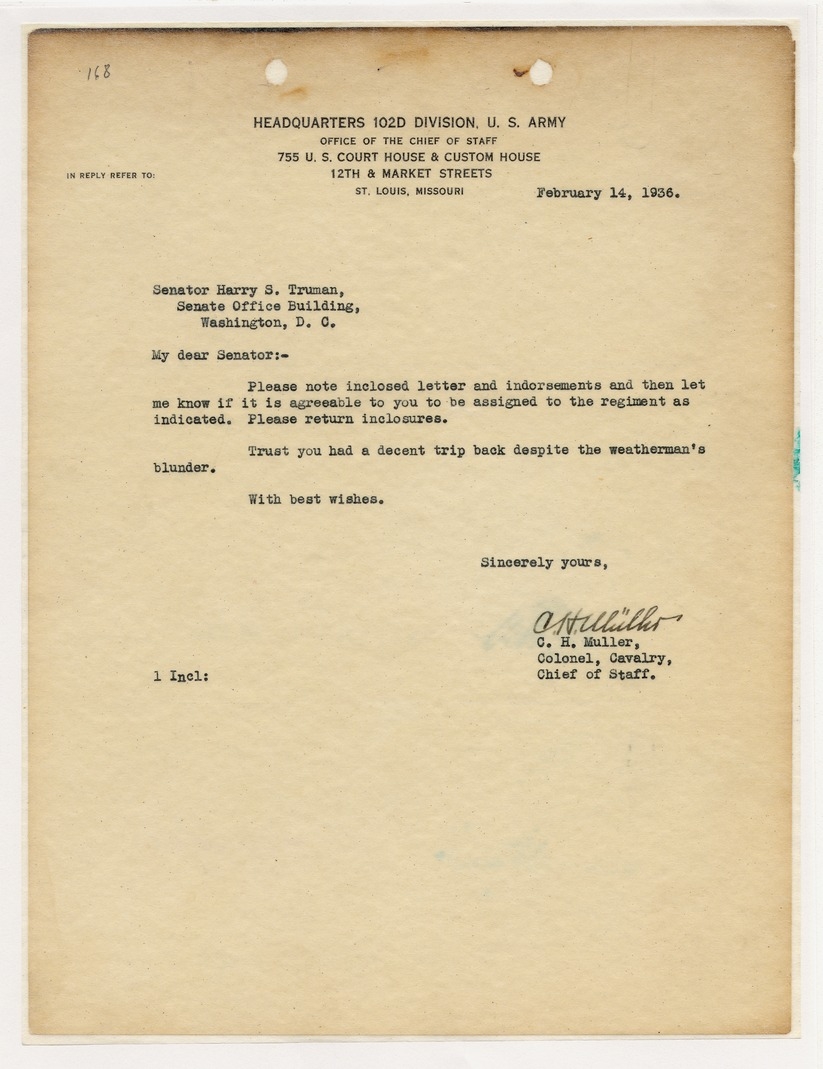 168
HEADQUARTERS 102D DIVISION, U. S. ARMY
OFFICE OF THE CHIEF OF STAFF
755 U. S. COURT HOUSE & CUSTOM HOUSE
12TH & MARKET STREETS
IN REPLY REFER TO:
ST. LOUIS, MISSOURI
February 14, 1936.
Senator Harry S. Truman,
Senate Office Building,
Washington, D. C.
My dear Senator:-
Please note inclosed letter and indorsements and then let
me know if it is agreeable to you to be assigned to the regiment as
indicated. Please return inclosures.
Trust you had a decent trip back despite the weatherman's
blunder.
With best wishes.
Sincerely yours,
C. H. Müller
C. H. Muller,
Colonel, Cavalry,
Chief of Staff.
1 Incl: